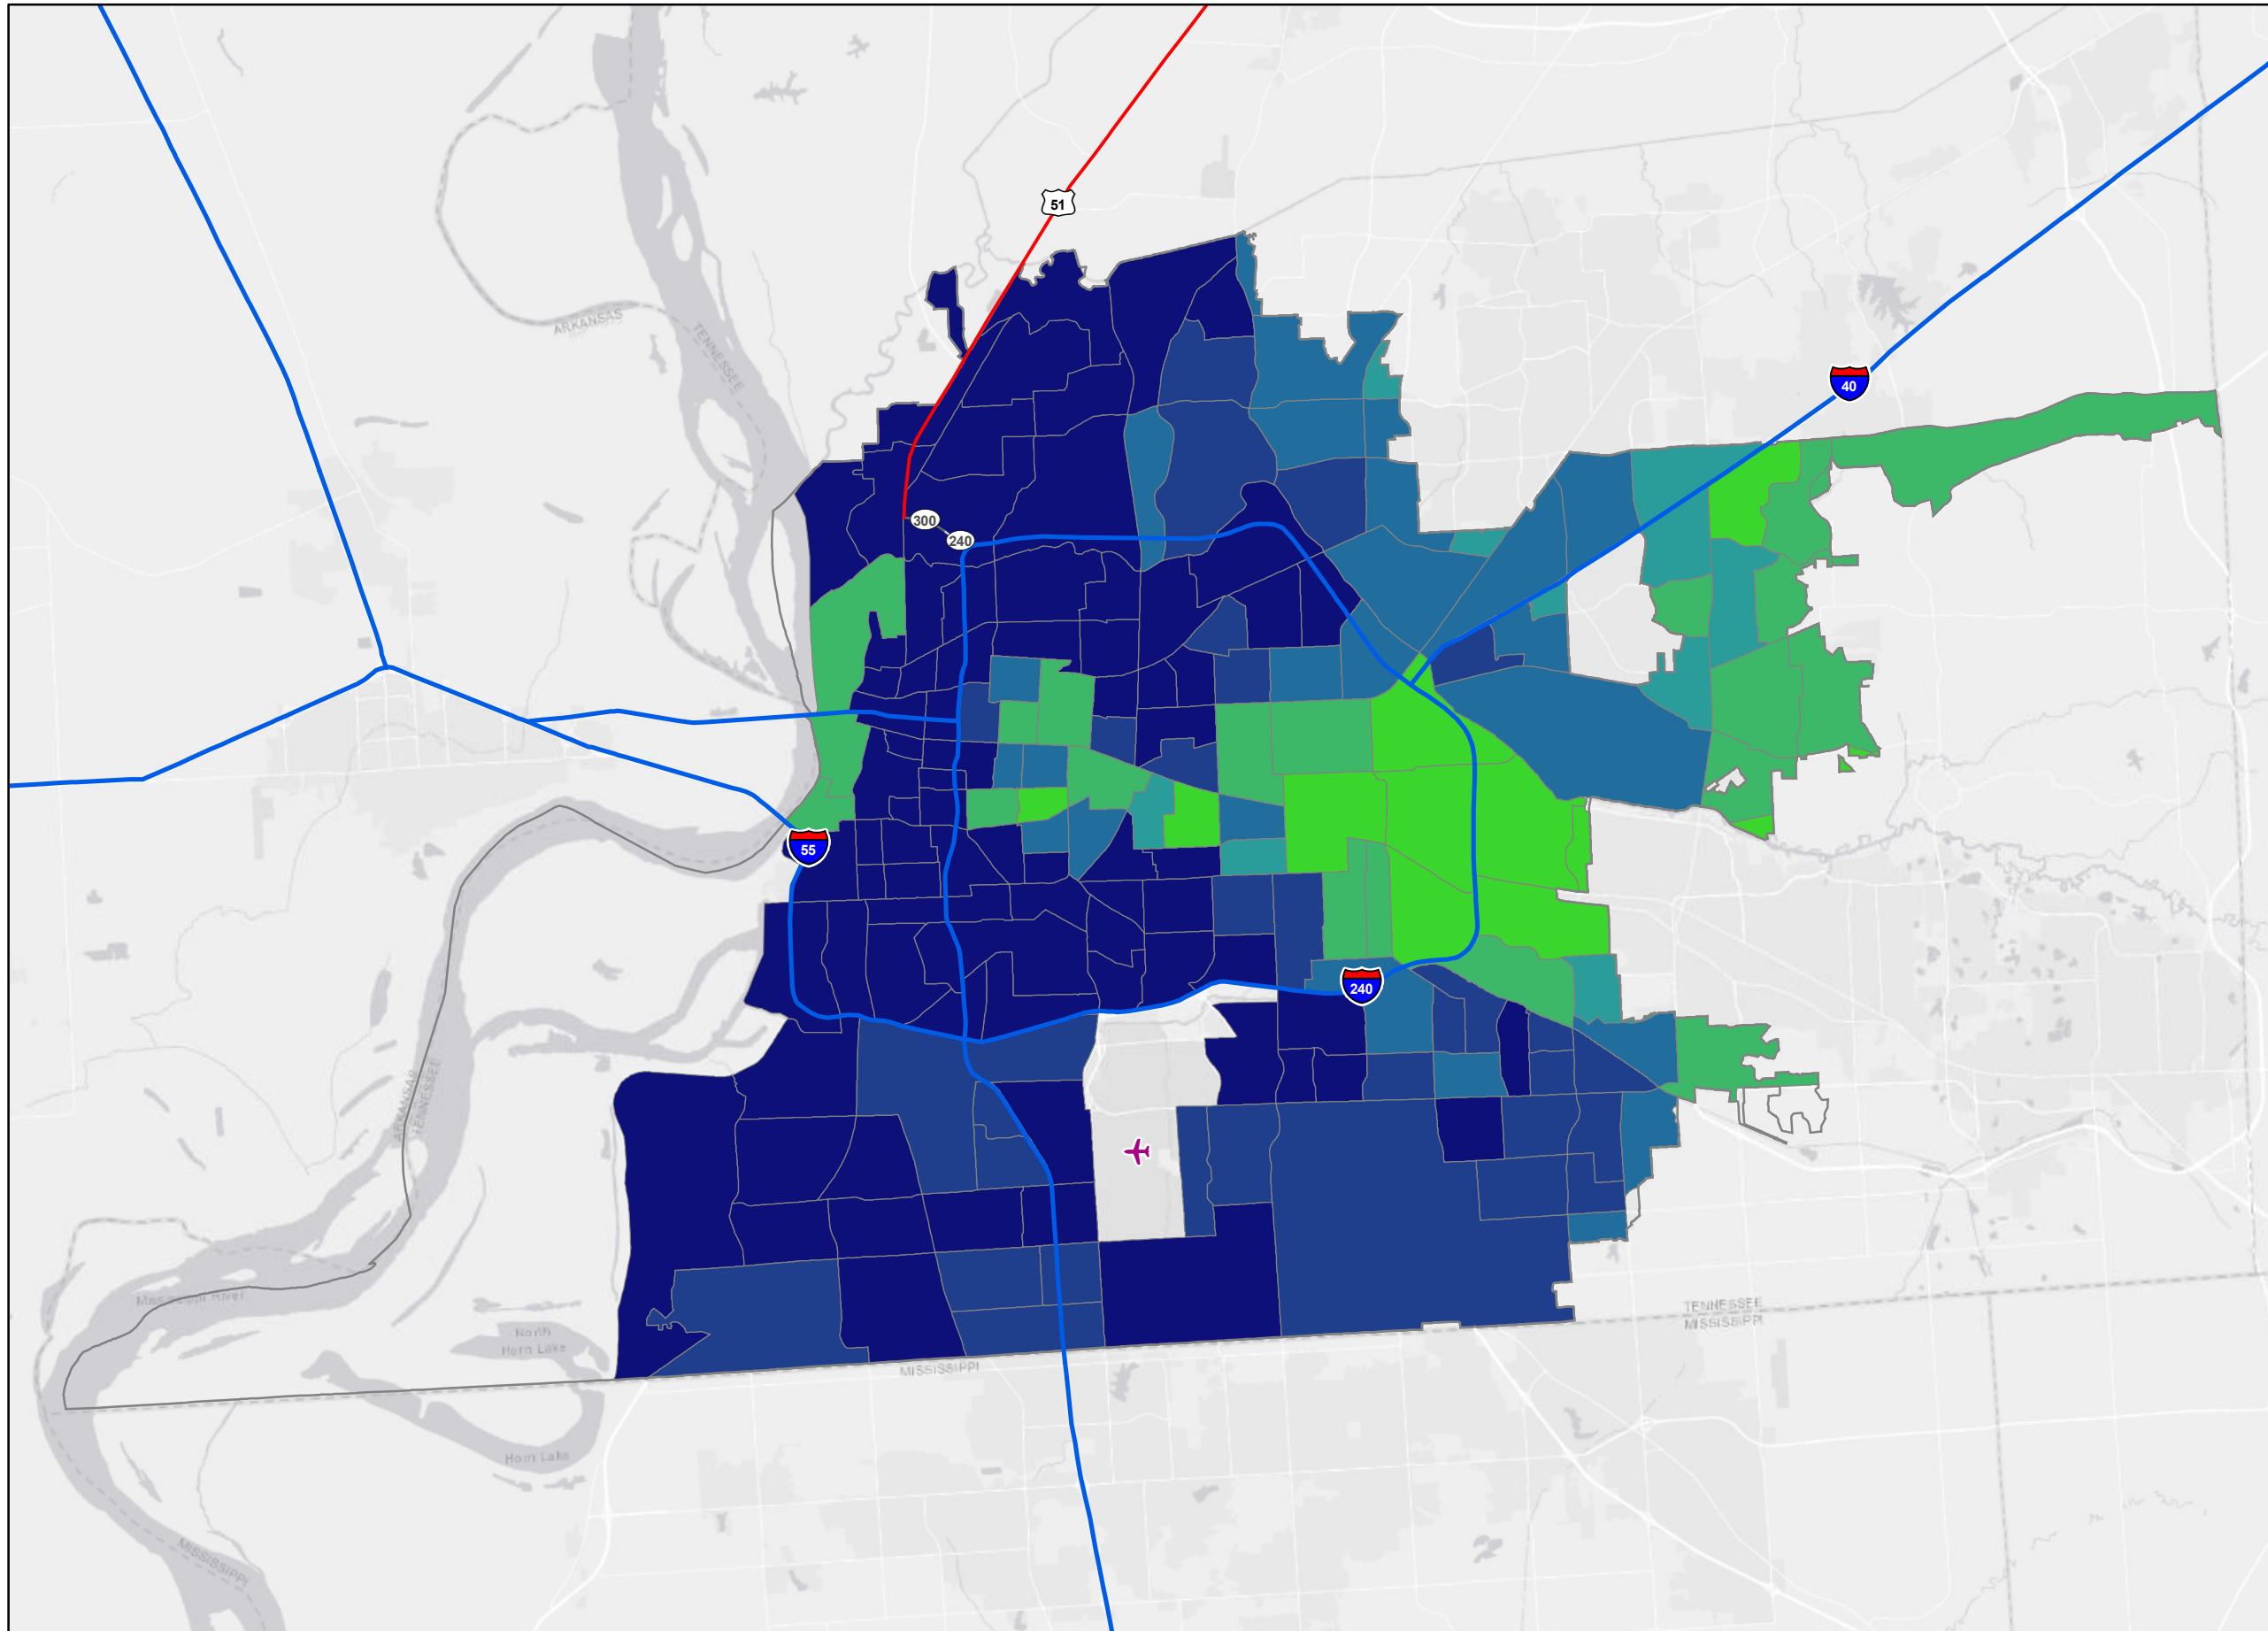 51
ARKANSAS
TENNESSEE
40
300
240
55
240
ARKANSAS
TENNESSEE
Mississippi River
North
Horn Lake
TENNESSEE
MISSISSIPPI
MISSISSIPPI
Horn Lake
MISSISSIPPI